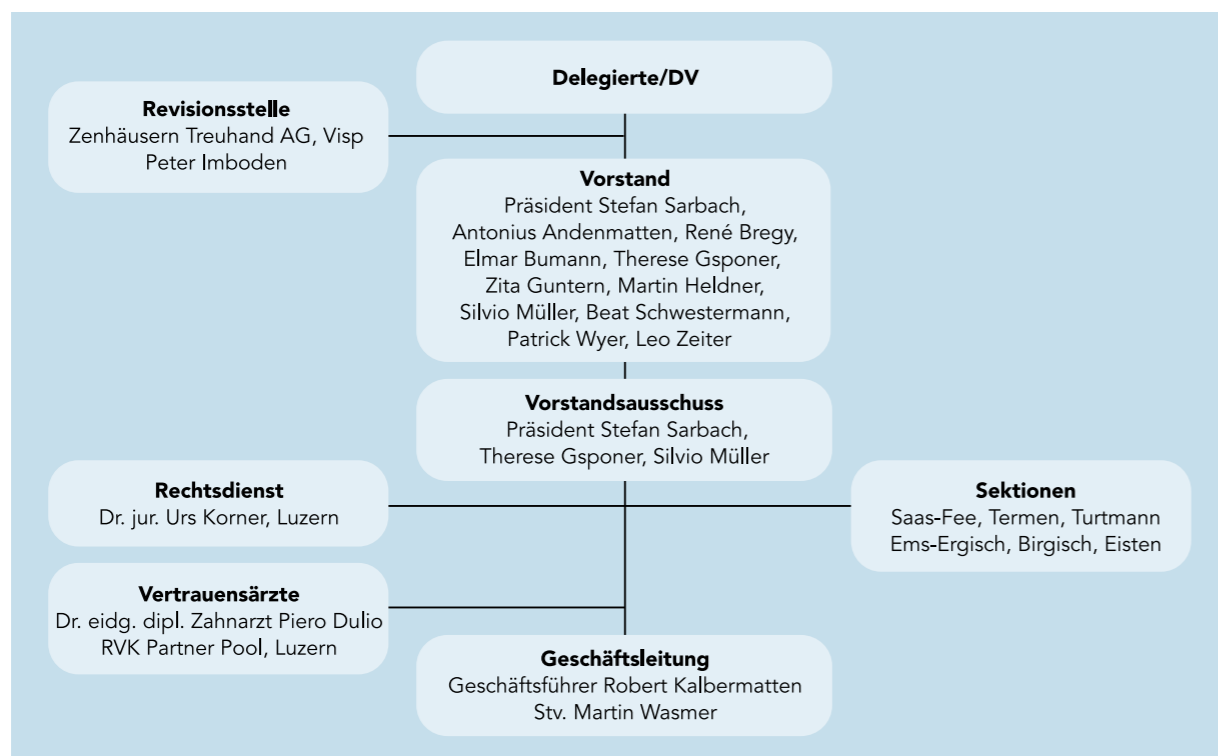 Delegierte/DV
Revisionsstelle
Zenhäusern Treuhand AG, Visp
Peter Imboden
Vorstand
Präsident Stefan Sarbach,
Antonius Andenmatten, René Bregy,
Elmar Bumann, Therese Gsponer,
Zita Guntern, Martin Heldner,
Silvio Müller, Beat Schwestermann,
Patrick Wyer, Leo Zeiter
Vorstandsausschuss
Präsident Stefan Sarbach,
Therese Gsponer, Silvio Müller
Rechtsdienst
Dr. jur. Urs Korner, Luzern
Sektionen
Saas-Fee, Termen, Turtmann
Ems-Ergisch, Birgisch, Eisten
Vertrauensärzte
Dr. eidg. dipl. Zahnarzt Piero Dulio
RVK Partner Pool, Luzern
Geschäftsleitung
Geschäftsführer Robert Kalbermatten
Stv. Martin Wasmer